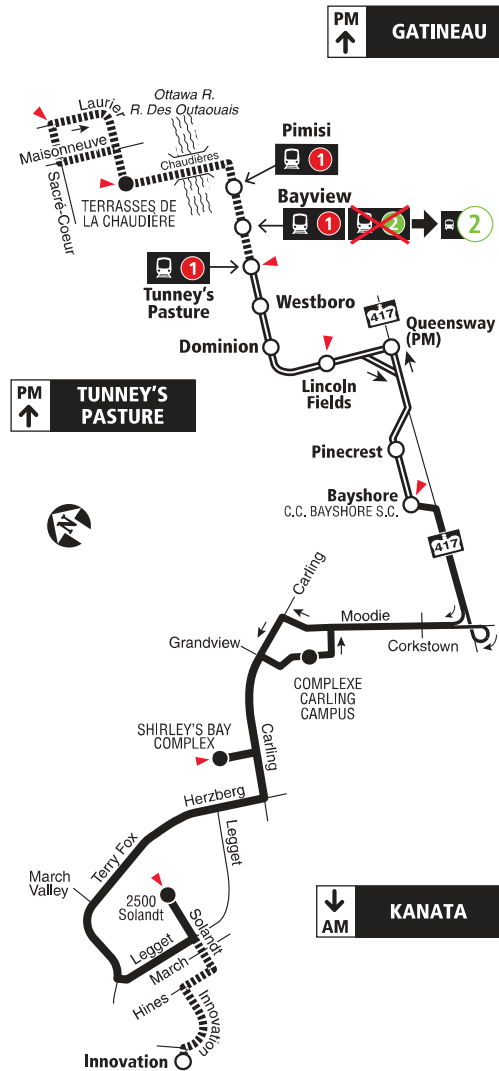 PM
GATINEAU
Ottawa R.
R. Des Outaouais
Laurier
Maisonneuve
Sacré-Coeur
Chaudières
TERRASSES DE
LA CHAUDIÈRE
Pimisi
1
Bayview
1
2
2
1
Tunney's
Pasture
Westboro
417
Queensway
(PM)
Dominion
Lincoln
Fields
PM
TUNNEY'S
PASTURE
Pinecrest
Bayshore
C.C. BAYSHORE S.C.
N
417
Carling
Moodie
Grandview
Corkstown
COMPLEXE
CARLING
CAMPUS
SHIRLEY'S BAY
COMPLEX
Carling
Herzberg
Legget
Terry Fox
March
Valley
2500
Solandt
Solandt
Legget
March
Hines
Innovation
Innovation
AM
KANATA